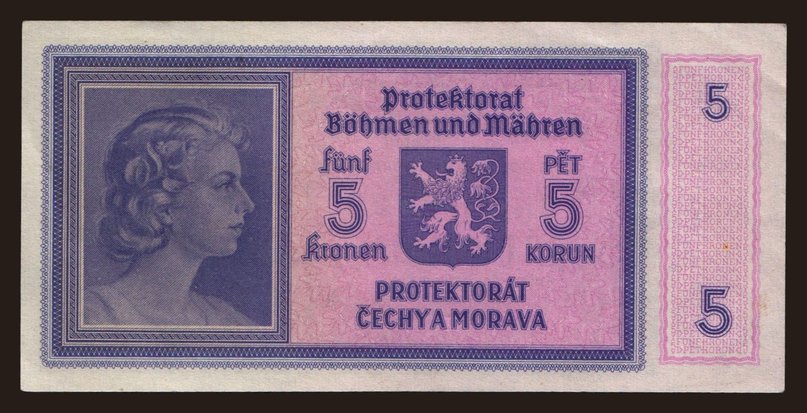 Protektorat
Böhmen und Mähren
fünf
5
Kronen
PĚT
5
KORUN
PROTEKTORÁT
ČECHY A MORAVA
5
5